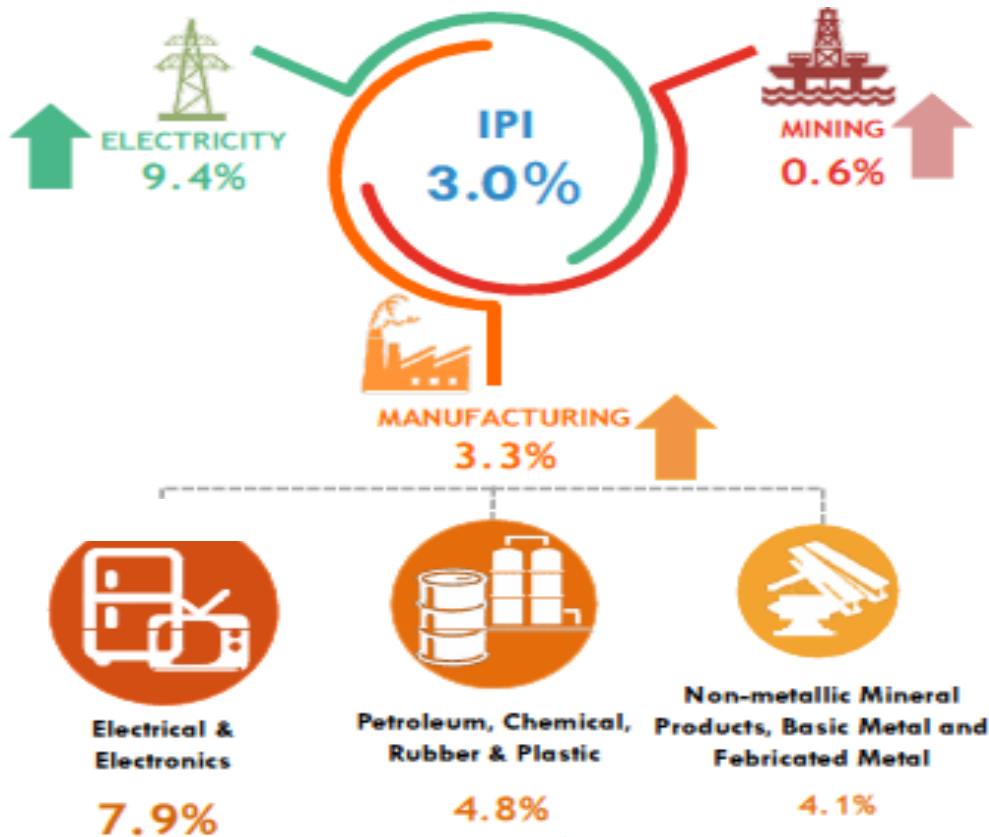 IPI
3.0%
ELECTRICITY
9.4%
MINING
0.6%
MANUFACTURING
3.3%
Electrical &
Electronics
7.9%
Petroleum, Chemical,
Rubber & Plastic
4.8%
Non-metallic Mineral
Products, Basic Metal and
Febricated Metal
4.1%